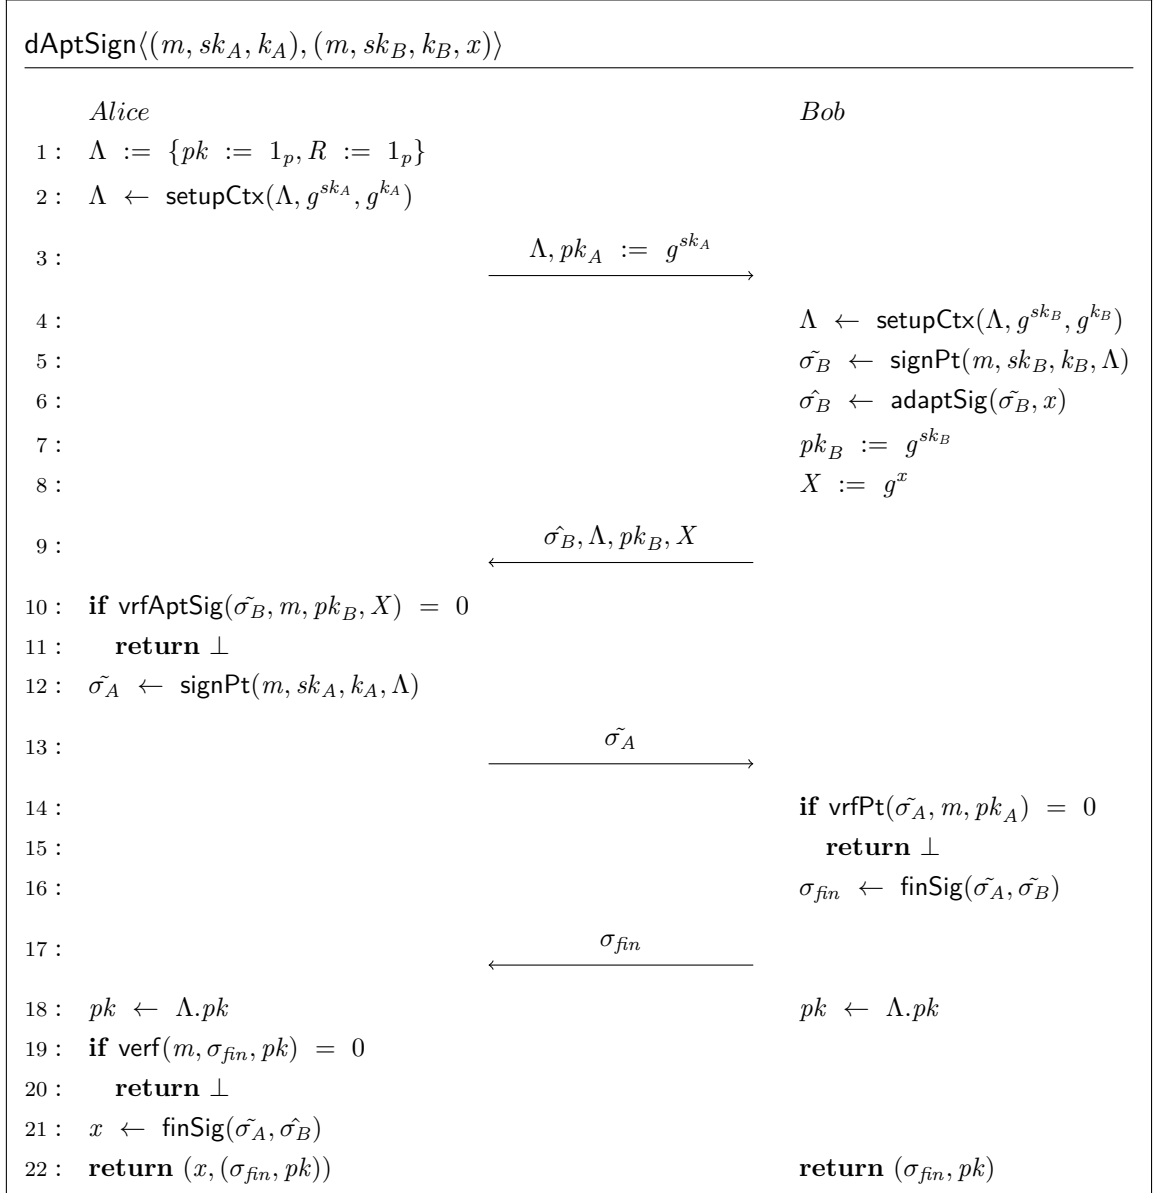 dAptSign⟨(m, sk_A, k_A), (m, sk_B, k_B, x)⟩
Alice Bob
1 : Λ := {pk := 1_p, R := 1_p}
2 : Λ ← setupCtx(Λ, g^{sk_A}, g^{k_A})
3 : Λ, pk_A := g^{sk_A}
4 : Λ ← setupCtx(Λ, g^{sk_B}, g^{k_B})
5 : σ̃_B ← signPt(m, sk_B, k_B, Λ)
6 : σ̂_B ← adaptSig(σ̃_B, x)
7 : pk_B := g^{sk_B}
8 : X := g^x
9 : σ̂_B, Λ, pk_B, X
10 : if vrfAptSig(σ̃_B, m, pk_B, X) = 0
11 : return ⊥
12 : σ̃_A ← signPt(m, sk_A, k_A, Λ)
13 : σ̃_A
14 : if vrfPt(σ̃_A, m, pk_A) = 0
15 : return ⊥
16 : σ_fin ← finSig(σ̃_A, σ̃_B)
17 : σ_fin
18 : pk ← Λ.pk pk ← Λ.pk
19 : if verf(m, σ_fin, pk) = 0
20 : return ⊥
21 : x ← finSig(σ̃_A, σ̂_B)
22 : return (x, (σ_fin, pk)) return (σ_fin, pk)